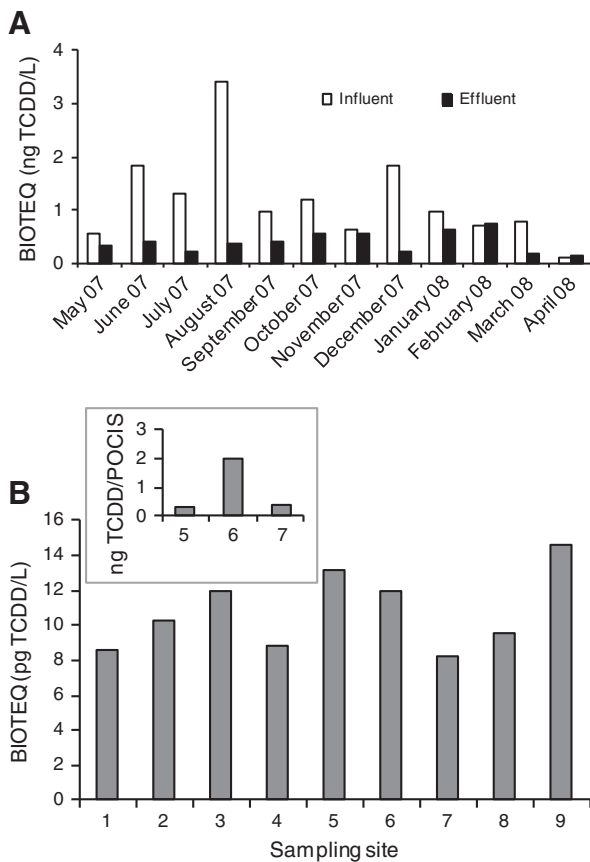 A
BIOTEQ (ng TCDD/L)
4
3
2
1
0
Influent
Effluent
May 07
June 07
July 07
August 07
September 07
October 07
November 07
December 07
January 08
February 08
March 08
April 08
B
ng TCDD/POCIS
3
2
1
0
5 6 7
BIOTEQ (pg TCDD/L)
16
14
12
10
8
6
4
2
0
1 2 3 4 5 6 7 8 9
Sampling site